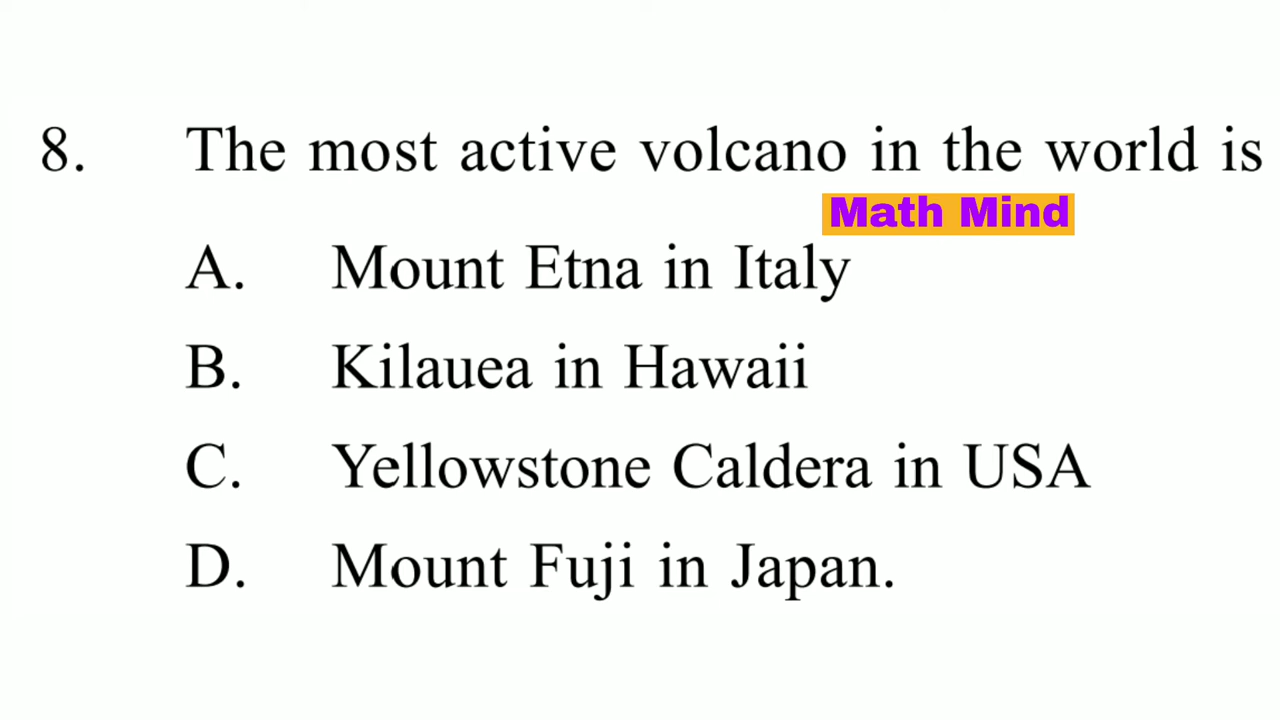 8. The most active volcano in the world is
Math Mind
A. Mount Etna in Italy
B. Kilauea in Hawaii
C. Yellowstone Caldera in USA
D. Mount Fuji in Japan.